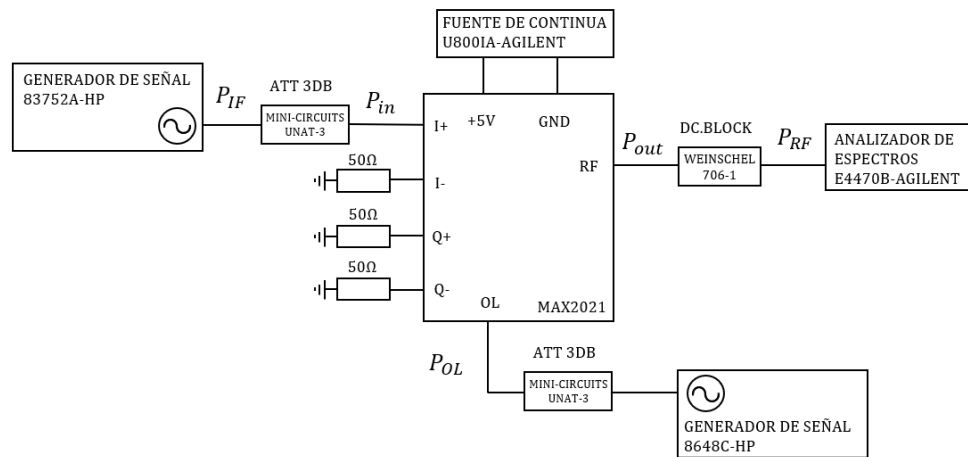 FUENTE DE CONTINUA
U800IA-AGILENT
GENERADOR DE SEÑAL
83752A-HP
P_IF
ATT 3DB
MINI-CIRCUITS
UNAT-3
P_in
I+
+5V
GND
RF
P_out
DC.BLOCK
WEINSCHEL
706-1
P_RF
ANALIZADOR DE
ESPECTROS
E4470B-AGILENT
50Ω
I-
50Ω
Q+
50Ω
Q-
OL
MAX2021
P_OL
ATT 3DB
MINI-CIRCUITS
UNAT-3
GENERADOR DE SEÑAL
8648C-HP